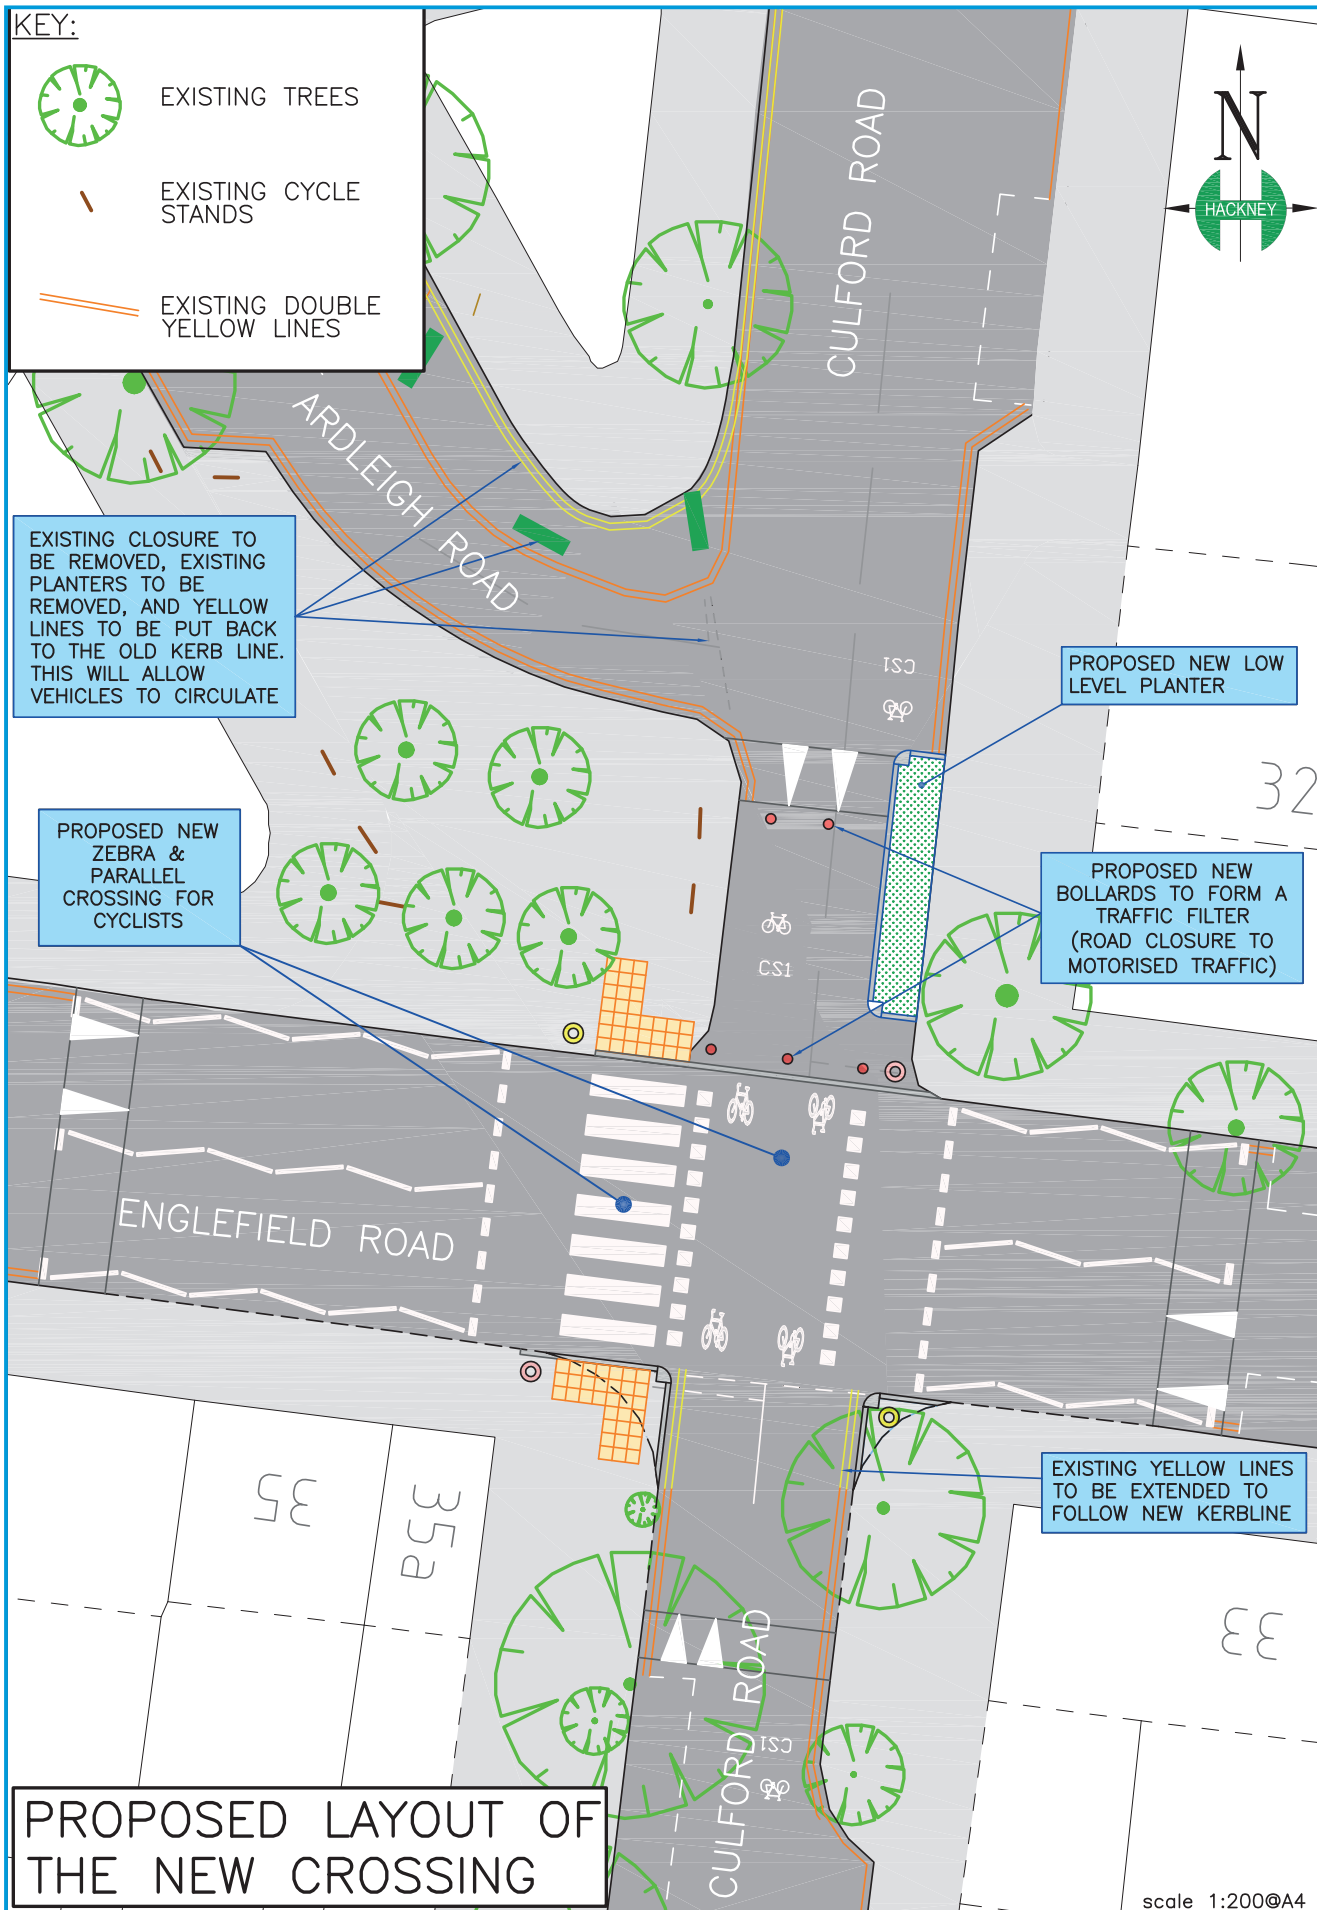 KEY:
EXISTING TREES
EXISTING CYCLE
STANDS
EXISTING DOUBLE
YELLOW LINES
N
HACKNEY
CULFORD ROAD
ARDLEIGH ROAD
EXISTING CLOSURE TO
BE REMOVED, EXISTING
PLANTERS TO BE
REMOVED, AND YELLOW
LINES TO BE PUT BACK
TO THE OLD KERB LINE.
THIS WILL ALLOW
VEHICLES TO CIRCULATE
CS1
PROPOSED NEW LOW
LEVEL PLANTER
32
PROPOSED NEW
ZEBRA &
PARALLEL
CROSSING FOR
CYCLISTS
PROPOSED NEW
BOLLARDS TO FORM A
TRAFFIC FILTER
(ROAD CLOSURE TO
MOTORISED TRAFFIC)
CS1
ENGLEFIELD ROAD
EXISTING YELLOW LINES
TO BE EXTENDED TO
FOLLOW NEW KERBLINE
35
35a
33
CULFORD ROAD
CS1
PROPOSED LAYOUT OF
THE NEW CROSSING
scale 1:200@A4